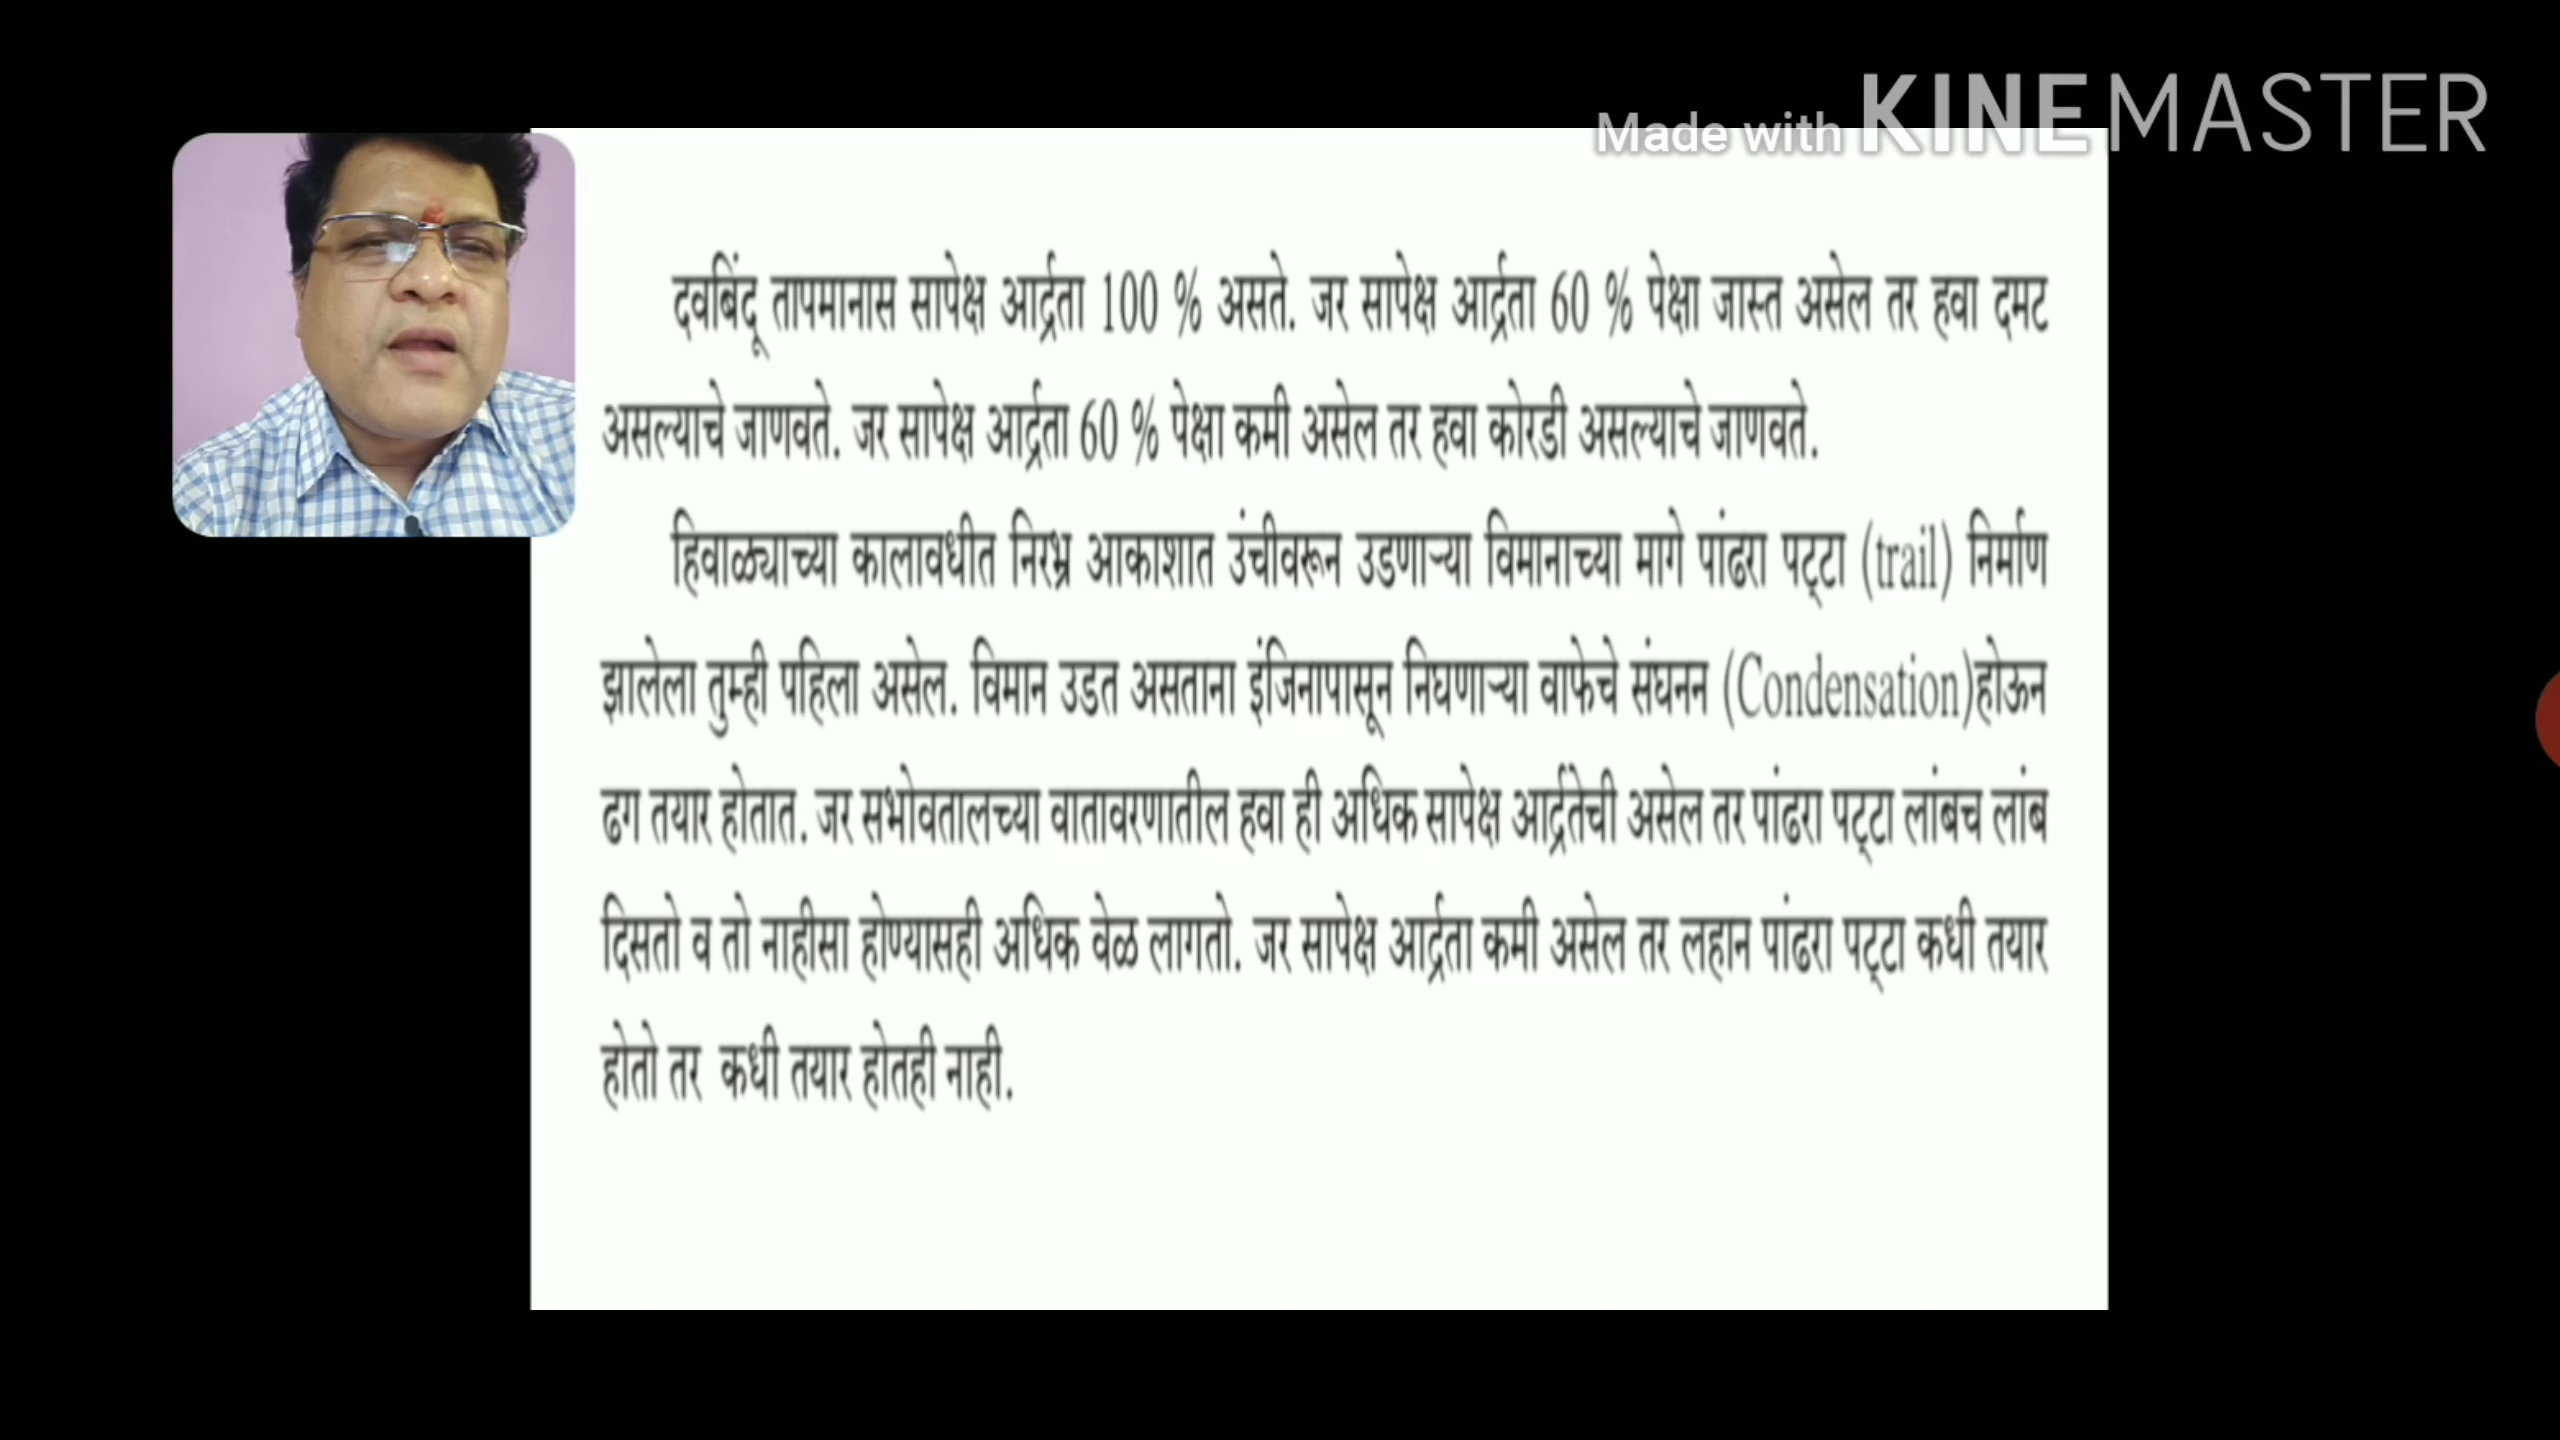 Made with KINEMASTER
दवबिंदू तापमानास सापेक्ष आर्द्रता 100 % असते. जर सापेक्ष आर्द्रता 60 % पेक्षा जास्त असेल तर हवा दमट
असल्याचे जाणवते. जर सापेक्ष आर्द्रता 60 % पेक्षा कमी असेल तर हवा कोरडी असल्याचे जाणवते.
हिवाळ्याच्या कालावधीत निरभ्र आकाशात उंचीवरून उडणाऱ्या विमानाच्या मागे पांढरा पट्टा (trail) निर्माण
झालेला तुम्ही पहिला असेल. विमान उडत असताना इंजिनापासून निघणाऱ्या वाफेचे संघनन (Condensation)होऊन
ढग तयार होतात. जर सभोवतालच्या वातावरणातील हवा ही अधिक सापेक्ष आर्द्रतेची असेल तर पांढरा पट्टा लांबच लांब
दिसतो व तो नाहीसा होण्यासही अधिक वेळ लागतो. जर सापेक्ष आर्द्रता कमी असेल तर लहान पांढरा पट्टा कधी तयार
होतो तर कधी तयार होतही नाही.